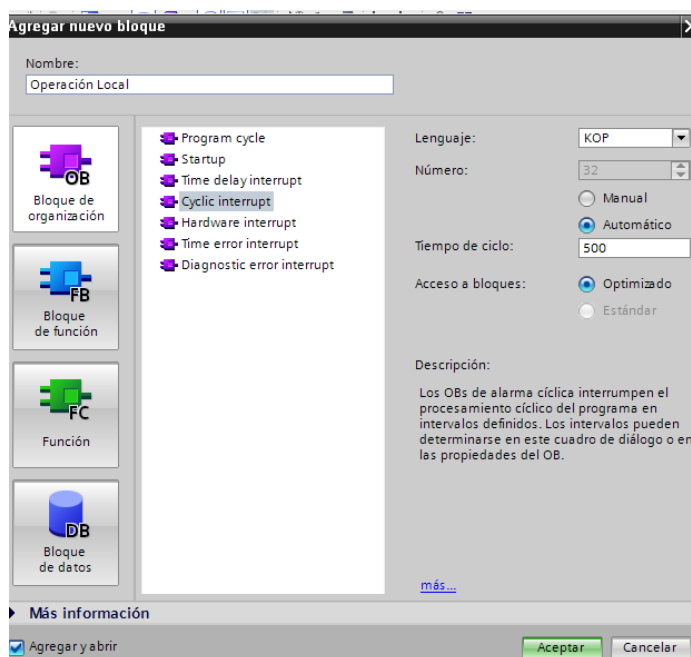 Agregar nuevo bloque
Nombre:
Operación Local
OB
Bloque de
organización
FB
Bloque
de función
FC
Función
DB
Bloque
de datos
Program cycle
Startup
Time delay interrupt
Cyclic interrupt
Hardware interrupt
Time error interrupt
Diagnostic error interrupt
Lenguaje:
KOP
Número:
32
Manual
Automático
Tiempo de ciclo:
500
Acceso a bloques:
Optimizado
Estándar
Descripción:
Los OBs de alarma cíclica interrumpen el
procesamiento cíclico del programa en
intervalos definidos. Los intervalos pueden
determinarse en este cuadro de diálogo o en
las propiedades del OB.
más...
Más información
Agregar y abrir
Aceptar
Cancelar